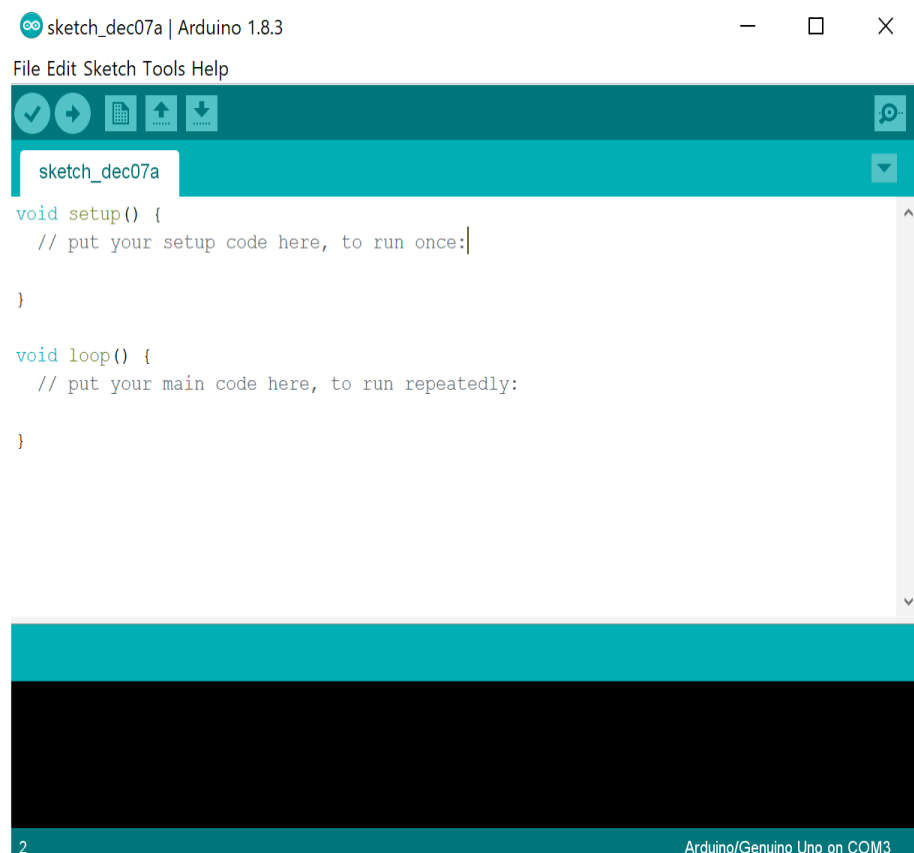 sketch_dec07a | Arduino 1.8.3
File Edit Sketch Tools Help
sketch_dec07a
void setup() {
  // put your setup code here, to run once:
}
void loop() {
  // put your main code here, to run repeatedly:
}
2 Arduino/Genuino Uno on COM3